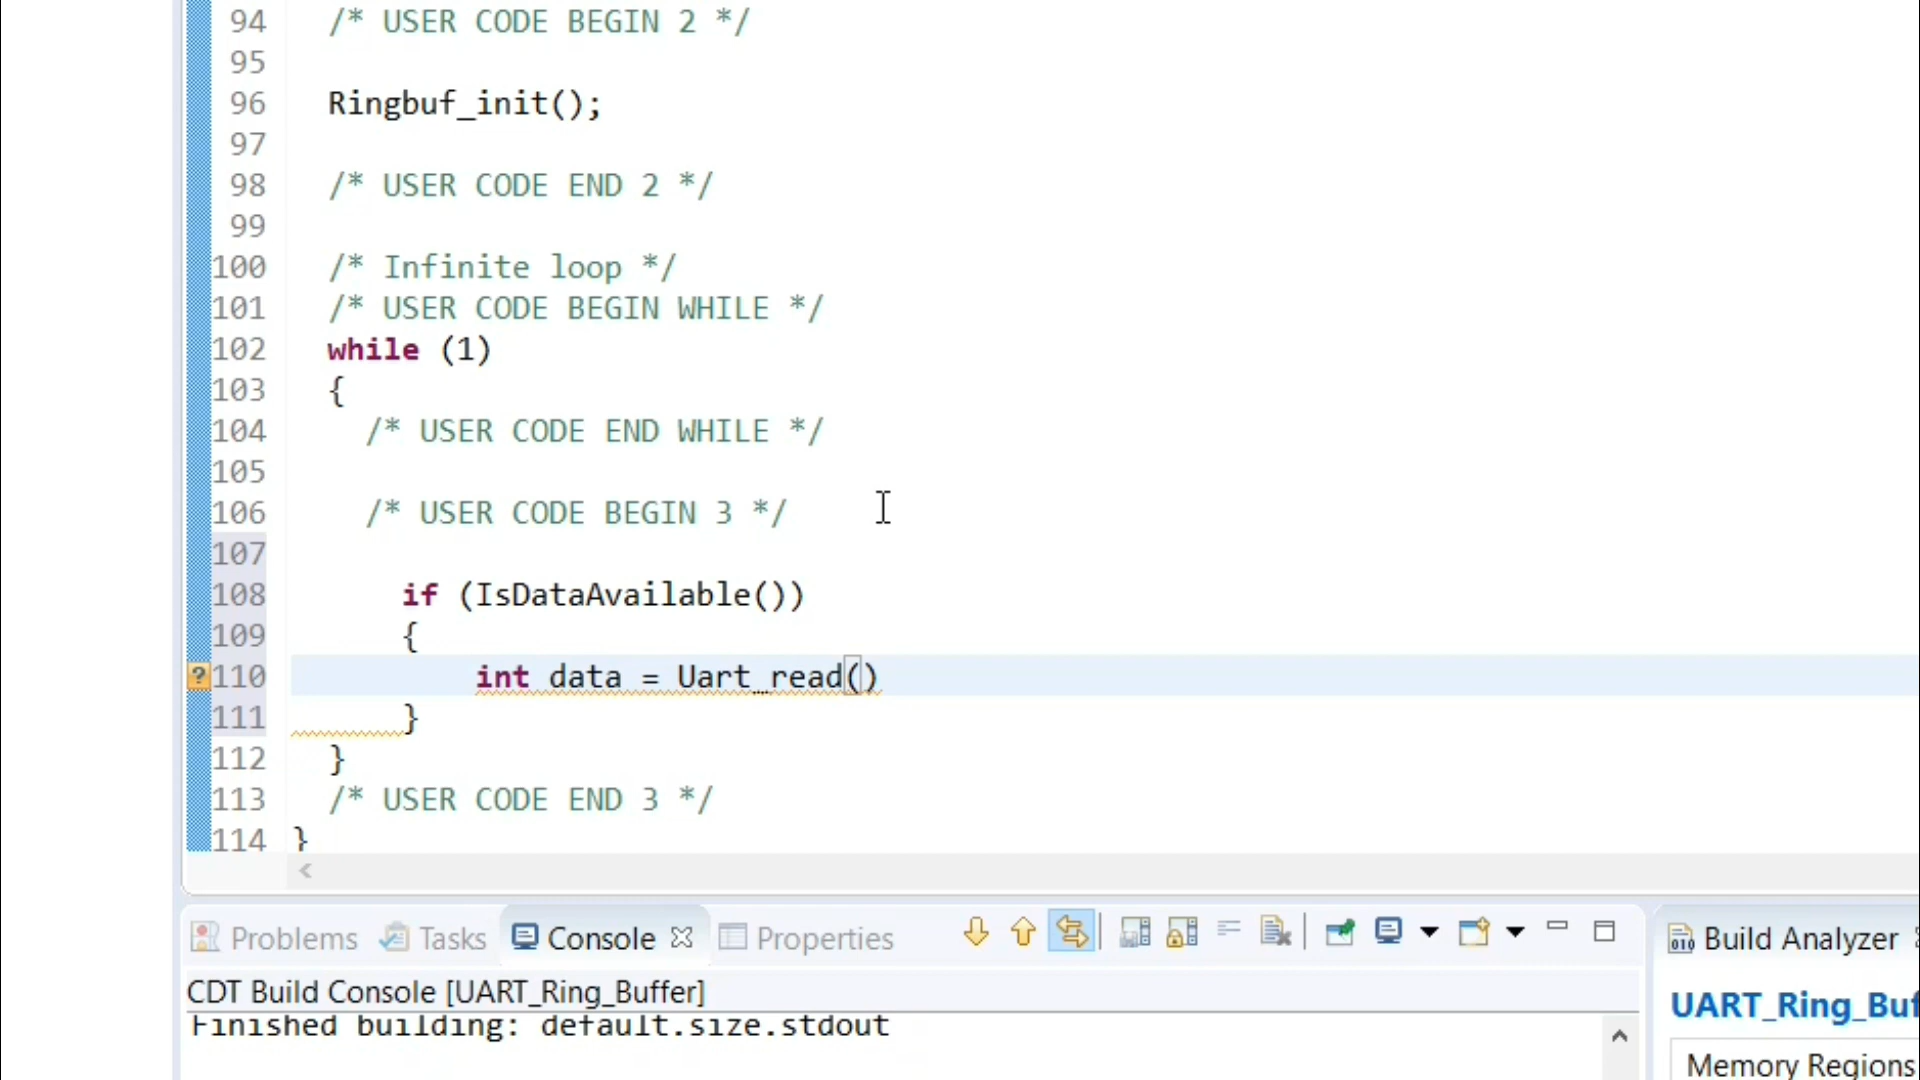 94 /* USER CODE BEGIN 2 */
95
96 Ringbuf_init();
97
98 /* USER CODE END 2 */
99
100 /* Infinite loop */
101 /* USER CODE BEGIN WHILE */
102 while (1)
103 {
104 /* USER CODE END WHILE */
105
106 /* USER CODE BEGIN 3 */
107
108 if (IsDataAvailable())
109 {
110 int data = Uart_read()
111 }
112 }
113 /* USER CODE END 3 */
114 }
Problems Tasks Console Properties
Build Analyzer
CDT Build Console [UART_Ring_Buffer]
UART_Ring_Buf
Finished building: default.size.stdout
Memory Regions